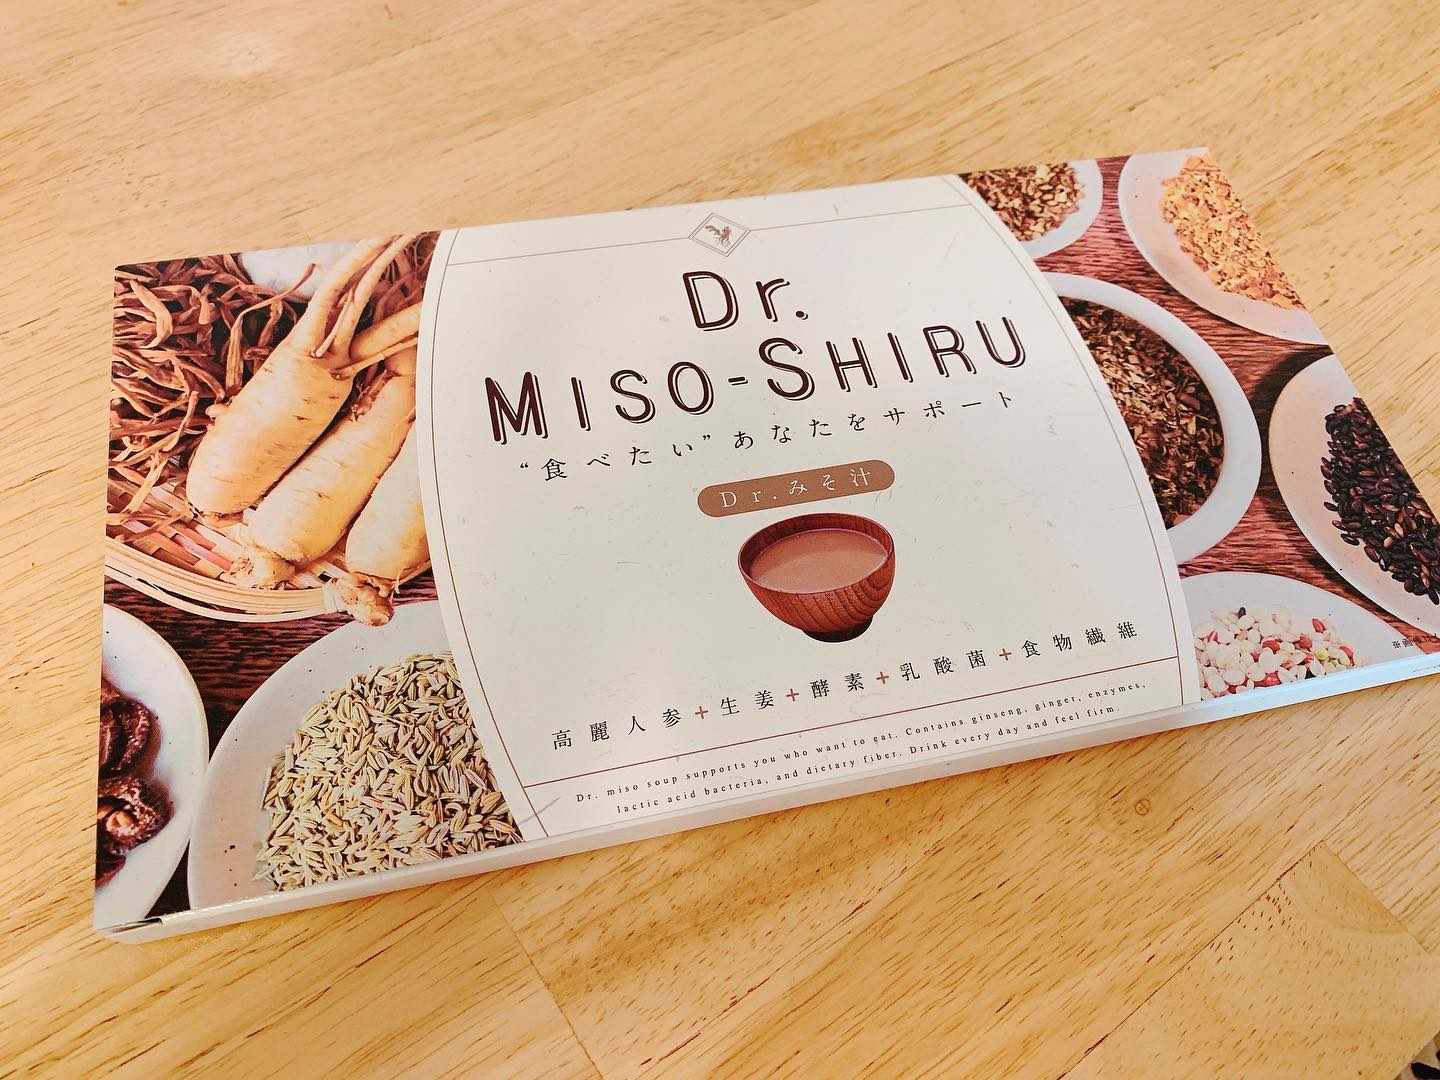 Dr.
MISO-SHIRU
“食べたい”あなたをサポート
Dr.みそ汁
高麗人参+生姜+酵素+乳酸菌+食物繊維
Dr. miso soup supports you who want to eat. Contains ginseng, ginger, enzymes,
lactic acid bacteria, and dietary fiber. Drink every day and feel firm.